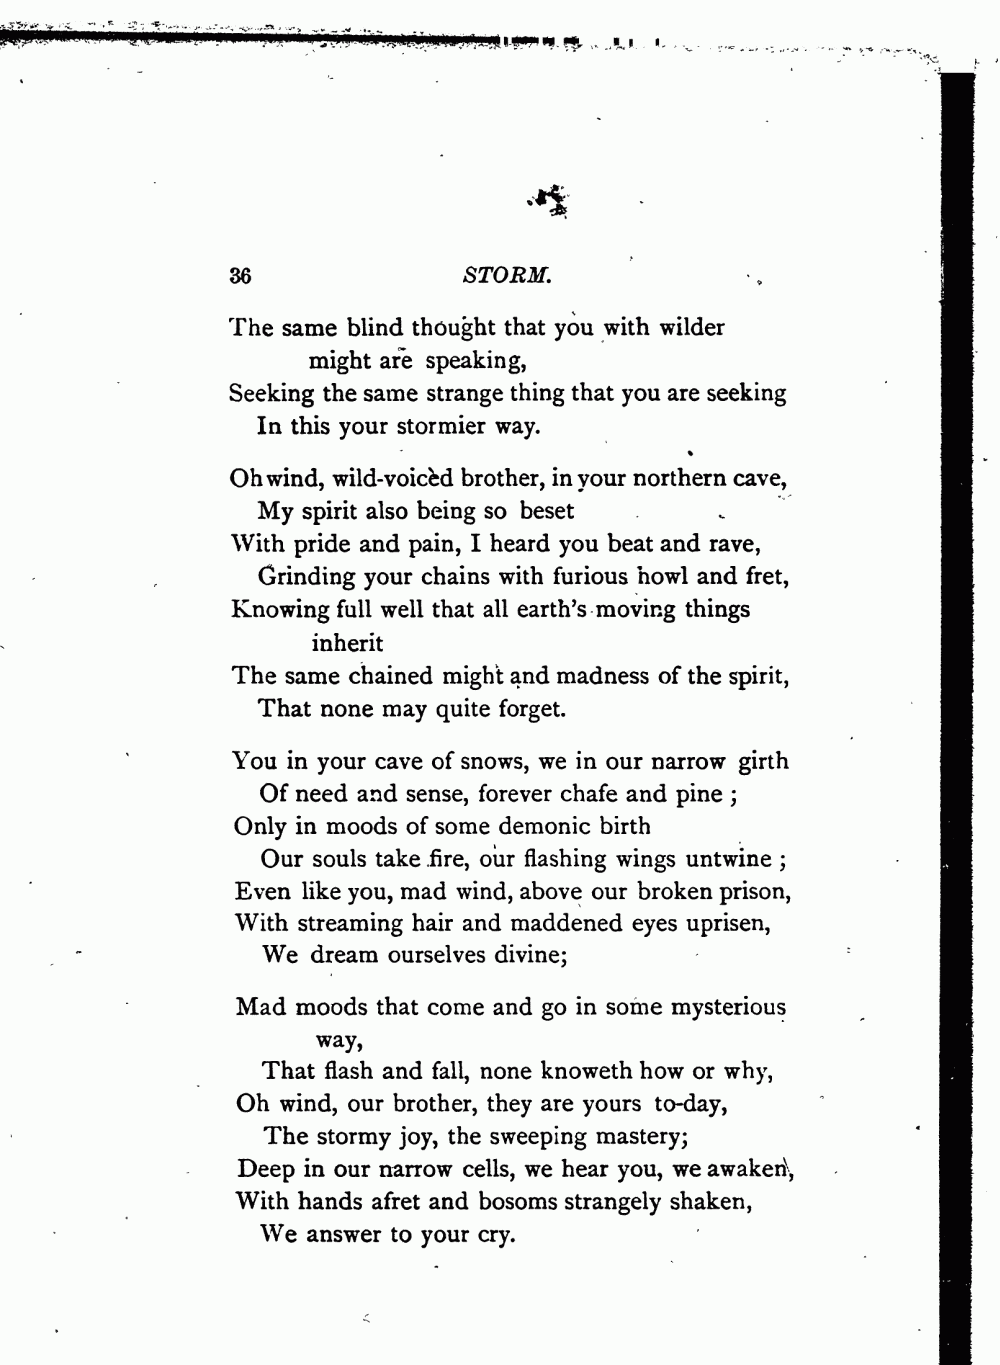 36 STORM.
The same blind thought that you with wilder
might are speaking,
Seeking the same strange thing that you are seeking
In this your stormier way.
Oh wind, wild-voiced brother, in your northern cave,
My spirit also being so beset
With pride and pain, I heard you beat and rave,
Grinding your chains with furious howl and fret,
Knowing full well that all earth's moving things
inherit
The same chained might and madness of the spirit,
That none may quite forget.
You in your cave of snows, we in our narrow girth
Of need and sense, forever chafe and pine ;
Only in moods of some demonic birth
Our souls take fire, our flashing wings untwine ;
Even like you, mad wind, above our broken prison,
With streaming hair and maddened eyes uprisen,
We dream ourselves divine;
Mad moods that come and go in some mysterious
way,
That flash and fall, none knoweth how or why,
Oh wind, our brother, they are yours to-day,
The stormy joy, the sweeping mastery;
Deep in our narrow cells, we hear you, we awaken,
With hands afret and bosoms strangely shaken,
We answer to your cry.